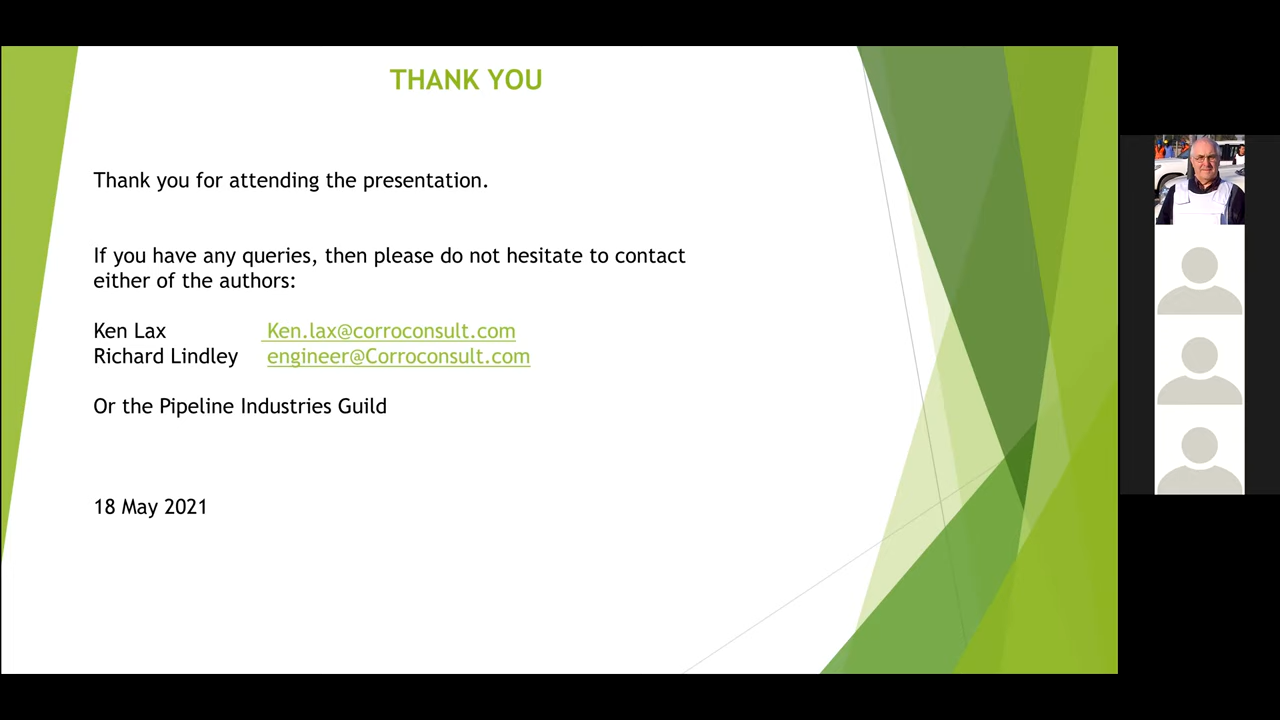 THANK YOU
Thank you for attending the presentation.
If you have any queries, then please do not hesitate to contact
either of the authors:
Ken Lax Ken.lax@corroconsult.com
Richard Lindley engineer@Corroconsult.com
Or the Pipeline Industries Guild
18 May 2021